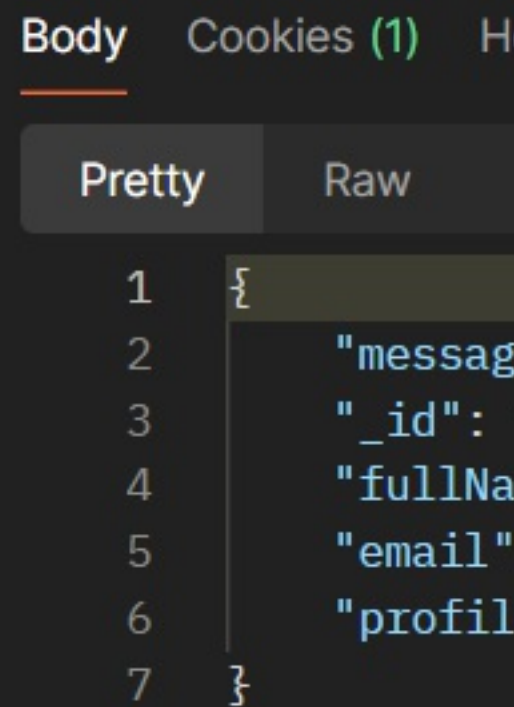 Body Cookies (1) H
Pretty Raw
1 {
2 "messag
3 "_id":
4 "fullNa
5 "email"
6 "profil
7 }